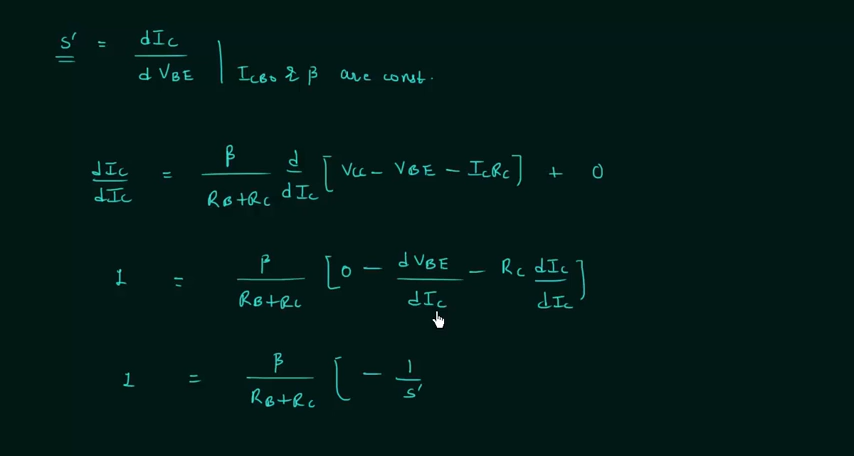 S' = dIC / dVBE | ICBO & β are const.
dIC / dIC = β / RB+RC d / dIC [ VCC - VBE - ICRC ] + 0
1 = β / RB+RC [ 0 - dVBE / dIC - RC dIC / dIC ]
1 = β / RB+RC [ - 1 / S'